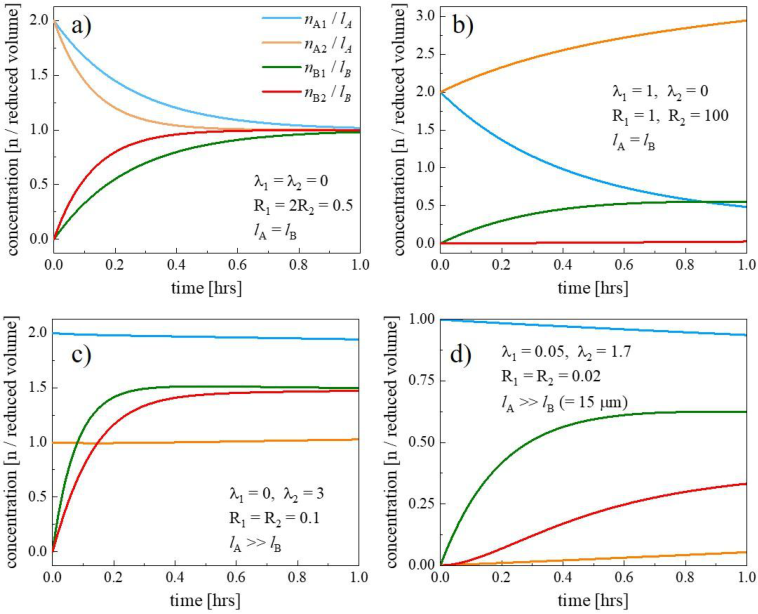 a)
n_A1 / l_A
n_A2 / l_A
n_B1 / l_B
n_B2 / l_B
λ₁ = λ₂ = 0
R₁ = 2R₂ = 0.5
l_A = l_B
2.0
1.5
1.0
0.5
0.0
0.0 0.2 0.4 0.6 0.8 1.0
time [hrs]
concentration [n / reduced volume]
b)
λ₁ = 1, λ₂ = 0
R₁ = 1, R₂ = 100
l_A = l_B
3.0
2.5
2.0
1.5
1.0
0.5
0.0
0.0 0.2 0.4 0.6 0.8 1.0
time [hrs]
concentration [n / reduced volume]
c)
λ₁ = 0, λ₂ = 3
R₁ = R₂ = 0.1
l_A >> l_B
2.0
1.5
1.0
0.5
0.0
0.0 0.2 0.4 0.6 0.8 1.0
time [hrs]
concentration [n / reduced volume]
d)
λ₁ = 0.05, λ₂ = 1.7
R₁ = R₂ = 0.02
l_A >> l_B (= 15 μm)
1.00
0.75
0.50
0.25
0.00
0.0 0.2 0.4 0.6 0.8 1.0
time [hrs]
concentration [n / reduced volume]